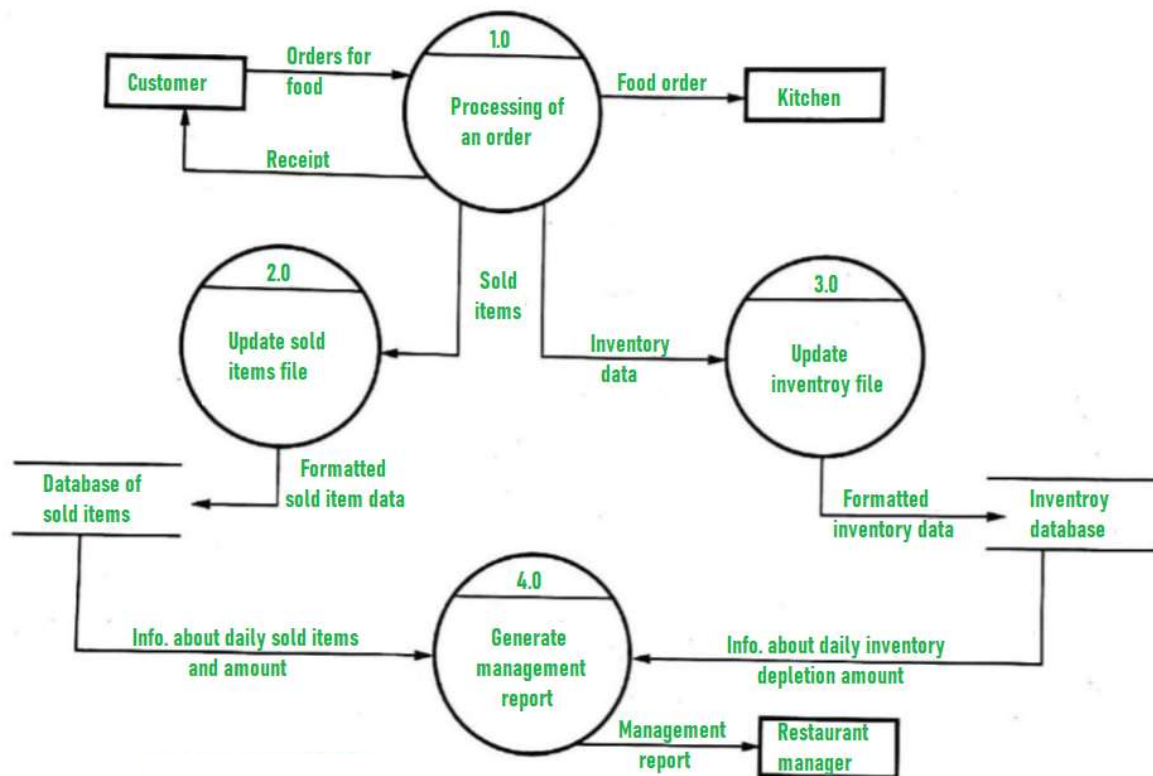 1.0
Orders for
food
Customer
Processing of
an order
Food order
Kitchen
Receipt
2.0
Sold
items
3.0
Update sold
items file
Inventory
data
Update
inventroy file
Formatted
sold item data
Database of
sold items
Formatted
inventory data
Inventroy
database
4.0
Info. about daily sold items
and amount
Generate
management
report
Info. about daily inventory
depletion amount
Management
report
Restaurant
manager